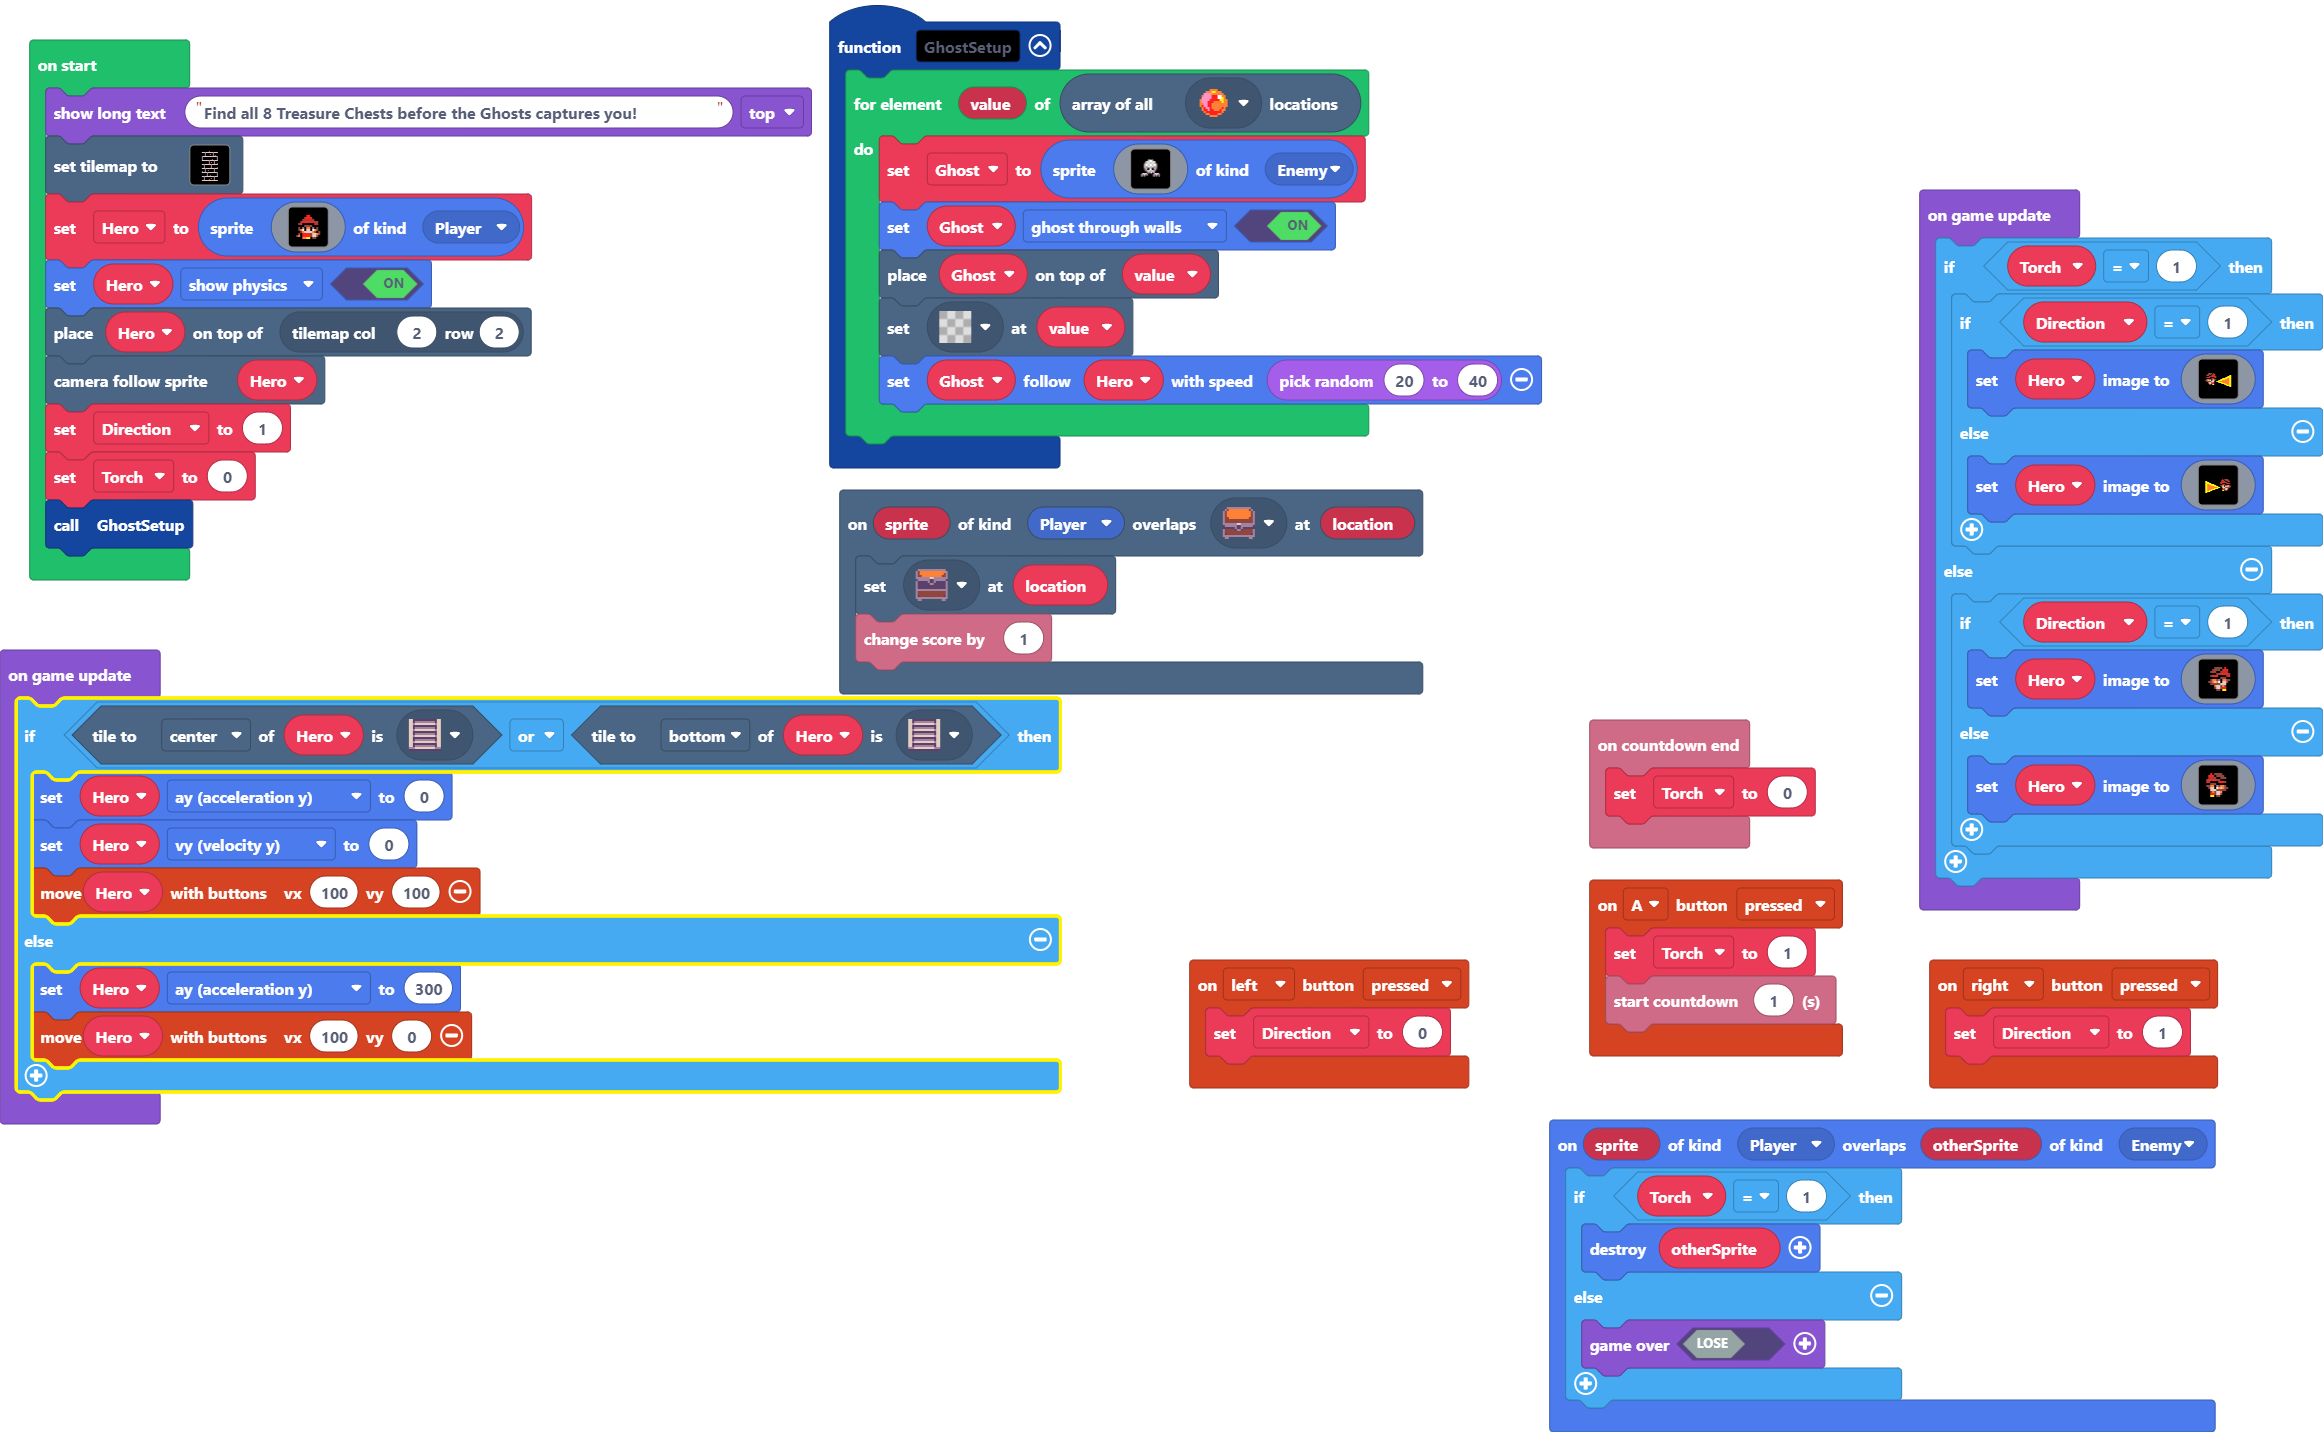 on start
show long text "Find all 8 Treasure Chests before the Ghosts captures you!" top
set tilemap to
set Hero to sprite of kind Player
set Hero show physics ON
place Hero on top of tilemap col 2 row 2
camera follow sprite Hero
set Direction to 1
set Torch to 0
call GhostSetup
function GhostSetup
for element value of array of all locations
do
set Ghost to sprite of kind Enemy
set Ghost ghost through walls ON
place Ghost on top of value
set at value
set Ghost follow Hero with speed pick random 20 to 40
on sprite of kind Player overlaps at location
set at location
change score by 1
on game update
if Torch = 1 then
if Direction = 1 then
set Hero image to
else
set Hero image to
else
if Direction = 1 then
set Hero image to
else
set Hero image to
on game update
if tile to center of Hero is or tile to bottom of Hero is then
set Hero ay (acceleration y) to 0
set Hero vy (velocity y) to 0
move Hero with buttons vx 100 vy 100
else
set Hero ay (acceleration y) to 300
move Hero with buttons vx 100 vy 0
on countdown end
set Torch to 0
on A button pressed
set Torch to 1
start countdown 1 (s)
on left button pressed
set Direction to 0
on right button pressed
set Direction to 1
on sprite of kind Player overlaps otherSprite of kind Enemy
if Torch = 1 then
destroy otherSprite
else
game over LOSE